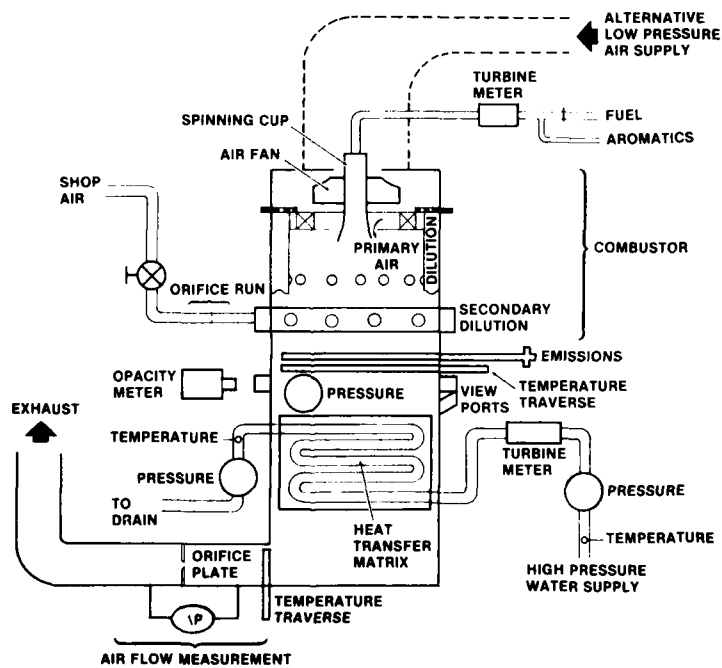 ALTERNATIVE
LOW PRESSURE
AIR SUPPLY
TURBINE
METER
FUEL
AROMATICS
SPINNING CUP
AIR FAN
SHOP
AIR
PRIMARY
AIR
DILUTION
COMBUSTOR
ORIFICE RUN
SECONDARY
DILUTION
EMISSIONS
TEMPERATURE
TRAVERSE
OPACITY
METER
PRESSURE
VIEW
PORTS
EXHAUST
TEMPERATURE
PRESSURE
TO
DRAIN
TURBINE
METER
PRESSURE
TEMPERATURE
HIGH PRESSURE
WATER SUPPLY
HEAT
TRANSFER
MATRIX
ORIFICE
PLATE
TEMPERATURE
TRAVERSE
AIR FLOW MEASUREMENT